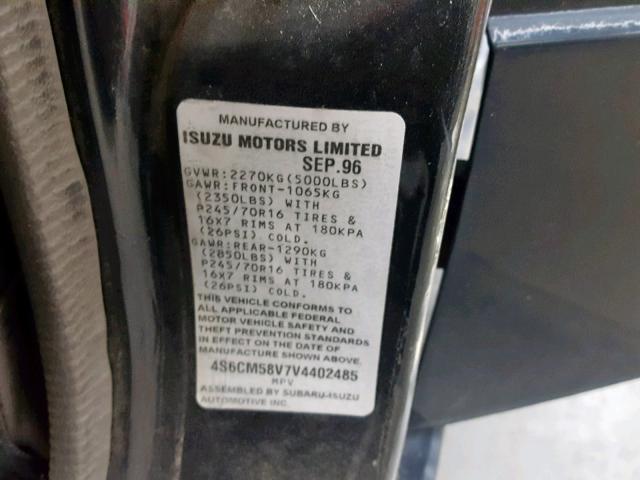 MANUFACTURED BY
ISUZU MOTORS LIMITED
SEP.96
GVWR:2270KG(5000LBS)
GAWR:FRONT-1065KG
(2350LBS) WITH
P245/70R16 TIRES &
16X7 RIMS AT 180KPA
(26PSI) COLD.
GAWR:REAR-1290KG
(2850LBS) WITH
P245/70R16 TIRES &
16X7 RIMS AT 180KPA
(26PSI) COLD.
THIS VEHICLE CONFORMS TO
ALL APPLICABLE FEDERAL
MOTOR VEHICLE SAFETY AND
THEFT PREVENTION STANDARDS
IN EFFECT ON THE DATE OF
MANUFACTURE SHOWN ABOVE.
4S6CM58V7V4402485
MPV
ASSEMBLED BY SUBARU-ISUZU
AUTOMOTIVE INC.